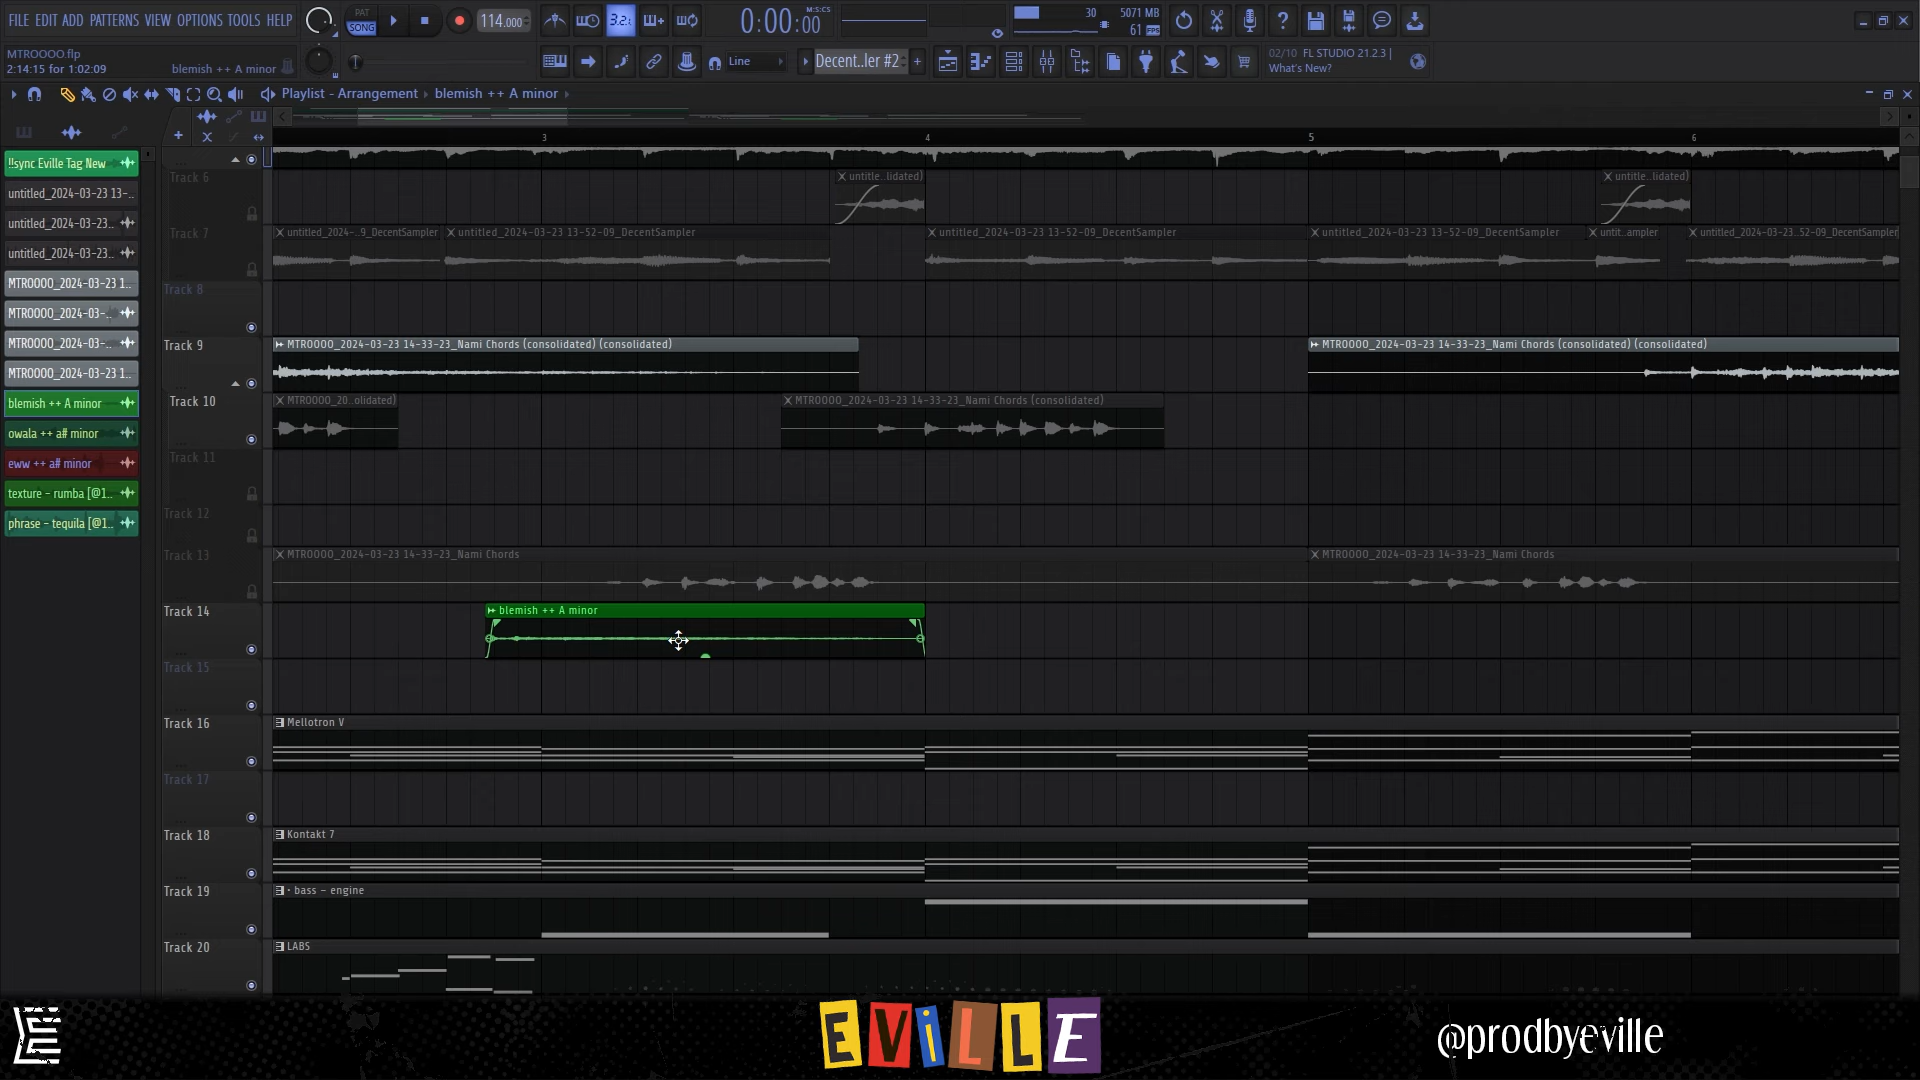 FILE EDIT ADD PATTERNS VIEW OPTIONS TOOLS HELP
PAT
SONG
114.000
3.2.
0:00:00
M:S:CS
30
5071 MB
61
FPS
MTROOOO.flp
2:14:15 for 1:02:09
blemish ++ A minor
Line
Decent..ler #2
02/10 FL STUDIO 21.2.3 |
What's New?
Playlist - Arrangement
blemish ++ A minor
3
4
5
6
!!sync Eville Tag New
untitled_2024-03-23 13-..
untitled_2024-03-23..
untitled_2024-03-23..
MTROOOO_2024-03-23 1..
MTROOOO_2024-03-..
MTROOOO_2024-03-..
MTROOOO_2024-03-23 1..
blemish ++ A minor
owala ++ a# minor
eww ++ a# minor
texture - rumba [@1..
phrase - tequila [@1..
Track 6
untitle..lidated)
untitle..lidated)
Track 7
untitled_2024-..9_DecentSampler
untitled_2024-03-23 13-52-09_DecentSampler
untitled_2024-03-23 13-52-09_DecentSampler
untitled_2024-03-23 13-52-09_DecentSampler
untit..ampler
untitled_2024-03-23..52-09_DecentSampler
Track 8
Track 9
MTROOOO_2024-03-23 14-33-23_Nami Chords (consolidated) (consolidated)
MTROOOO_2024-03-23 14-33-23_Nami Chords (consolidated) (consolidated)
Track 10
MTROOOO_20..olidated)
MTROOOO_2024-03-23 14-33-23_Nami Chords (consolidated)
Track 11
Track 12
Track 13
MTROOOO_2024-03-23 14-33-23_Nami Chords
MTROOOO_2024-03-23 14-33-23_Nami Chords
Track 14
blemish ++ A minor
Track 15
Track 16
Mellotron V
Track 17
Track 18
Kontakt 7
Track 19
bass - engine
Track 20
LABS
E
EViLLE
@prodbyeville